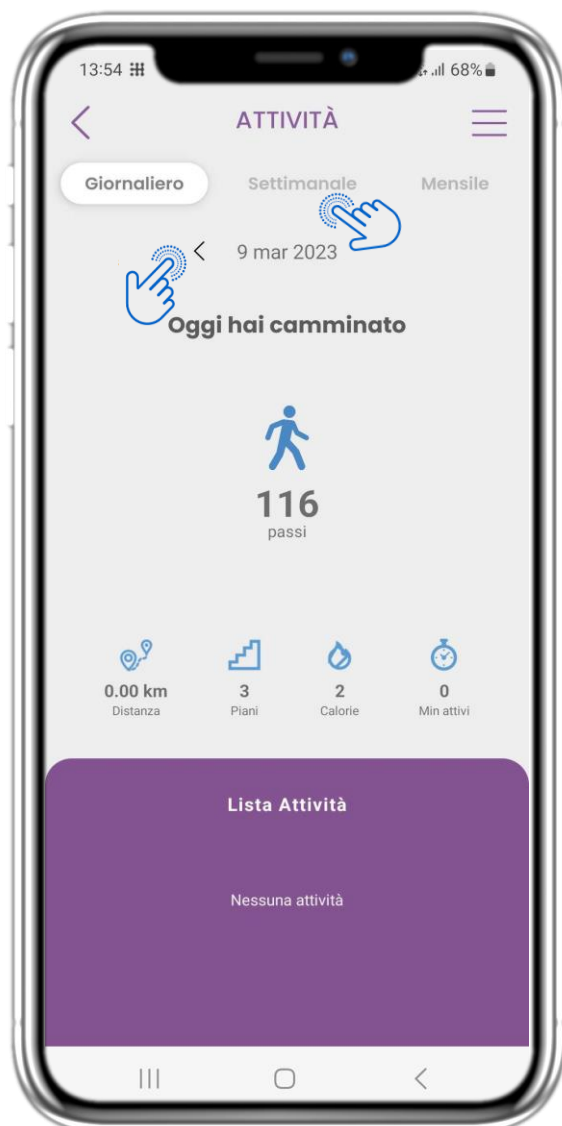 13:54 68%
ATTIVITÀ
Giornaliero Settimanale Mensile
9 mar 2023
Oggi hai camminato
116
passi
0.00 km 3 2 0
Distanza Piani Calorie Min attivi
Lista Attività
Nessuna attività